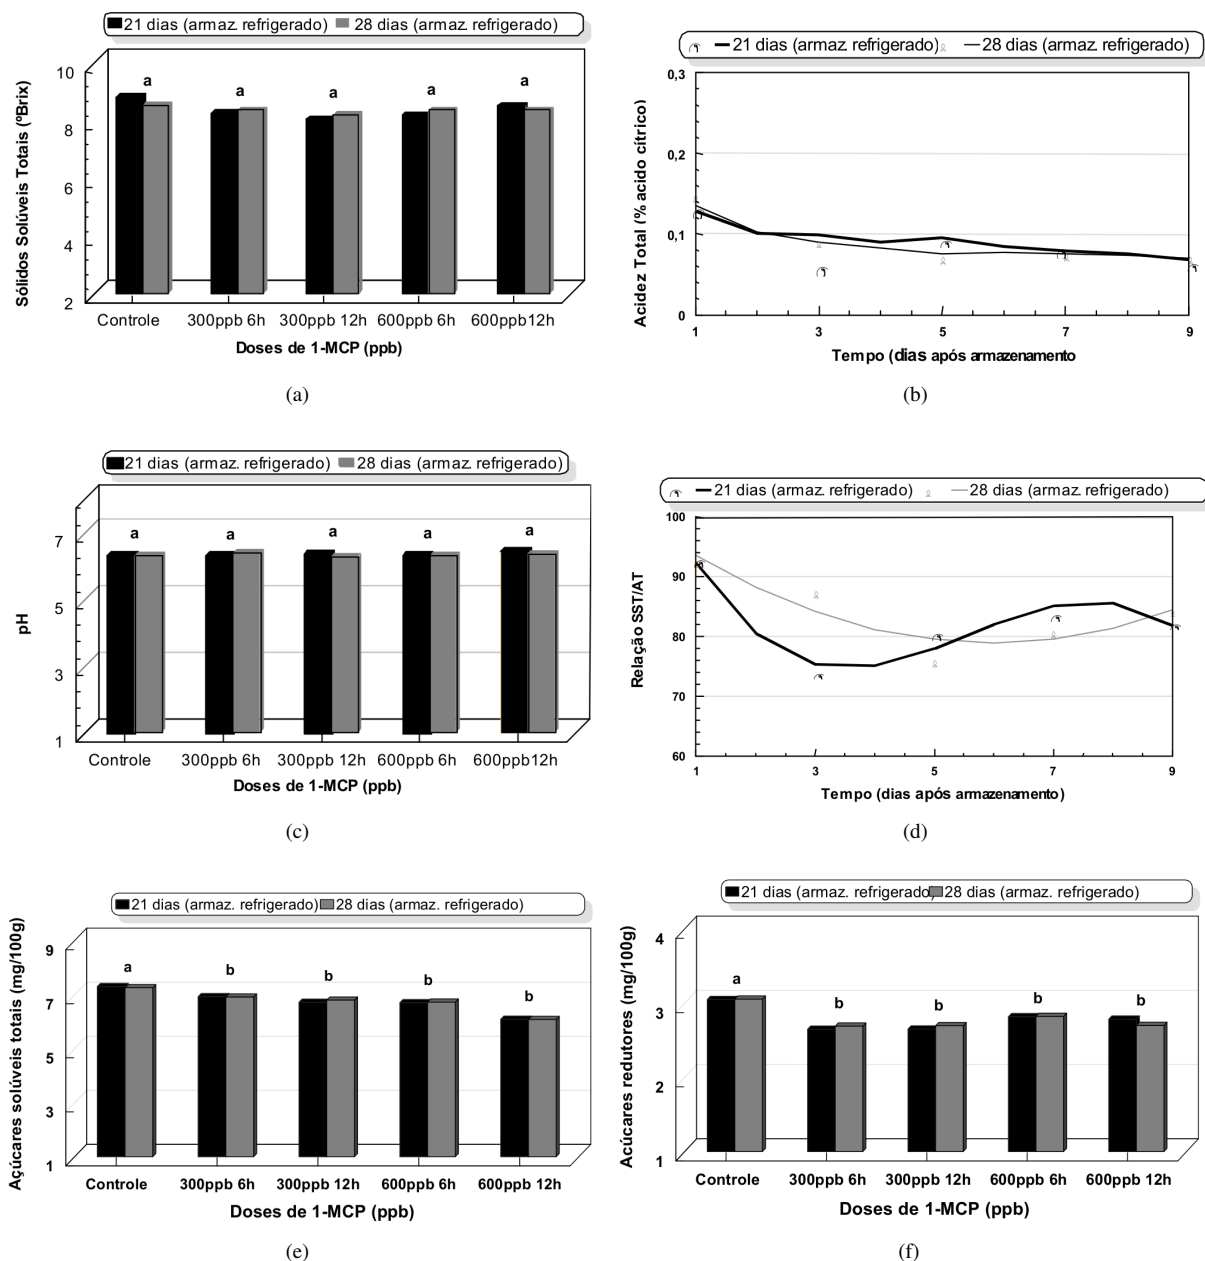 21 dias (armaz. refrigerado) 28 dias (armaz. refrigerado)
Sólidos Solúveis Totais (ºBrix)
10
8
6
4
2
a a a a a
Controle 300ppb 6h 300ppb 12h 600ppb 6h 600ppb12h
Doses de 1-MCP (ppb)
(a)
21 dias (armaz. refrigerado) 28 dias (armaz. refrigerado)
Acidez Total (% acido cítrico)
0,3
0,2
0,1
0
1 3 5 7 9
Tempo (dias após armazenamento
(b)
21 dias (armaz. refrigerado) 28 dias (armaz. refrigerado)
pH
7
5
3
1
a a a a a
Controle 300ppb 6h 300ppb 12h 600ppb 6h 600ppb12h
Doses de 1-MCP (ppb)
(c)
21 dias (armaz. refrigerado) 28 dias (armaz. refrigerado)
Relação SST/AT
100
90
80
70
60
1 3 5 7 9
Tempo (dias após armazenamento)
(d)
21 dias (armaz. refrigerado) 28 dias (armaz. refrigerado)
Açúcares solúveis totais (mg/100g)
9
7
5
3
1
a b b b b
Controle 300ppb 6h 300ppb 12h 600ppb 6h 600ppb 12h
Doses de 1-MCP (ppb)
(e)
21 dias (armaz. refrigerado) 28 dias (armaz. refrigerado)
Acúcares redutores (mg/100g)
4
3
2
1
a b b b b
Controle 300ppb 6h 300ppb 12h 600ppb 6h 600ppb 12h
Doses de 1-MCP (ppb)
(f)